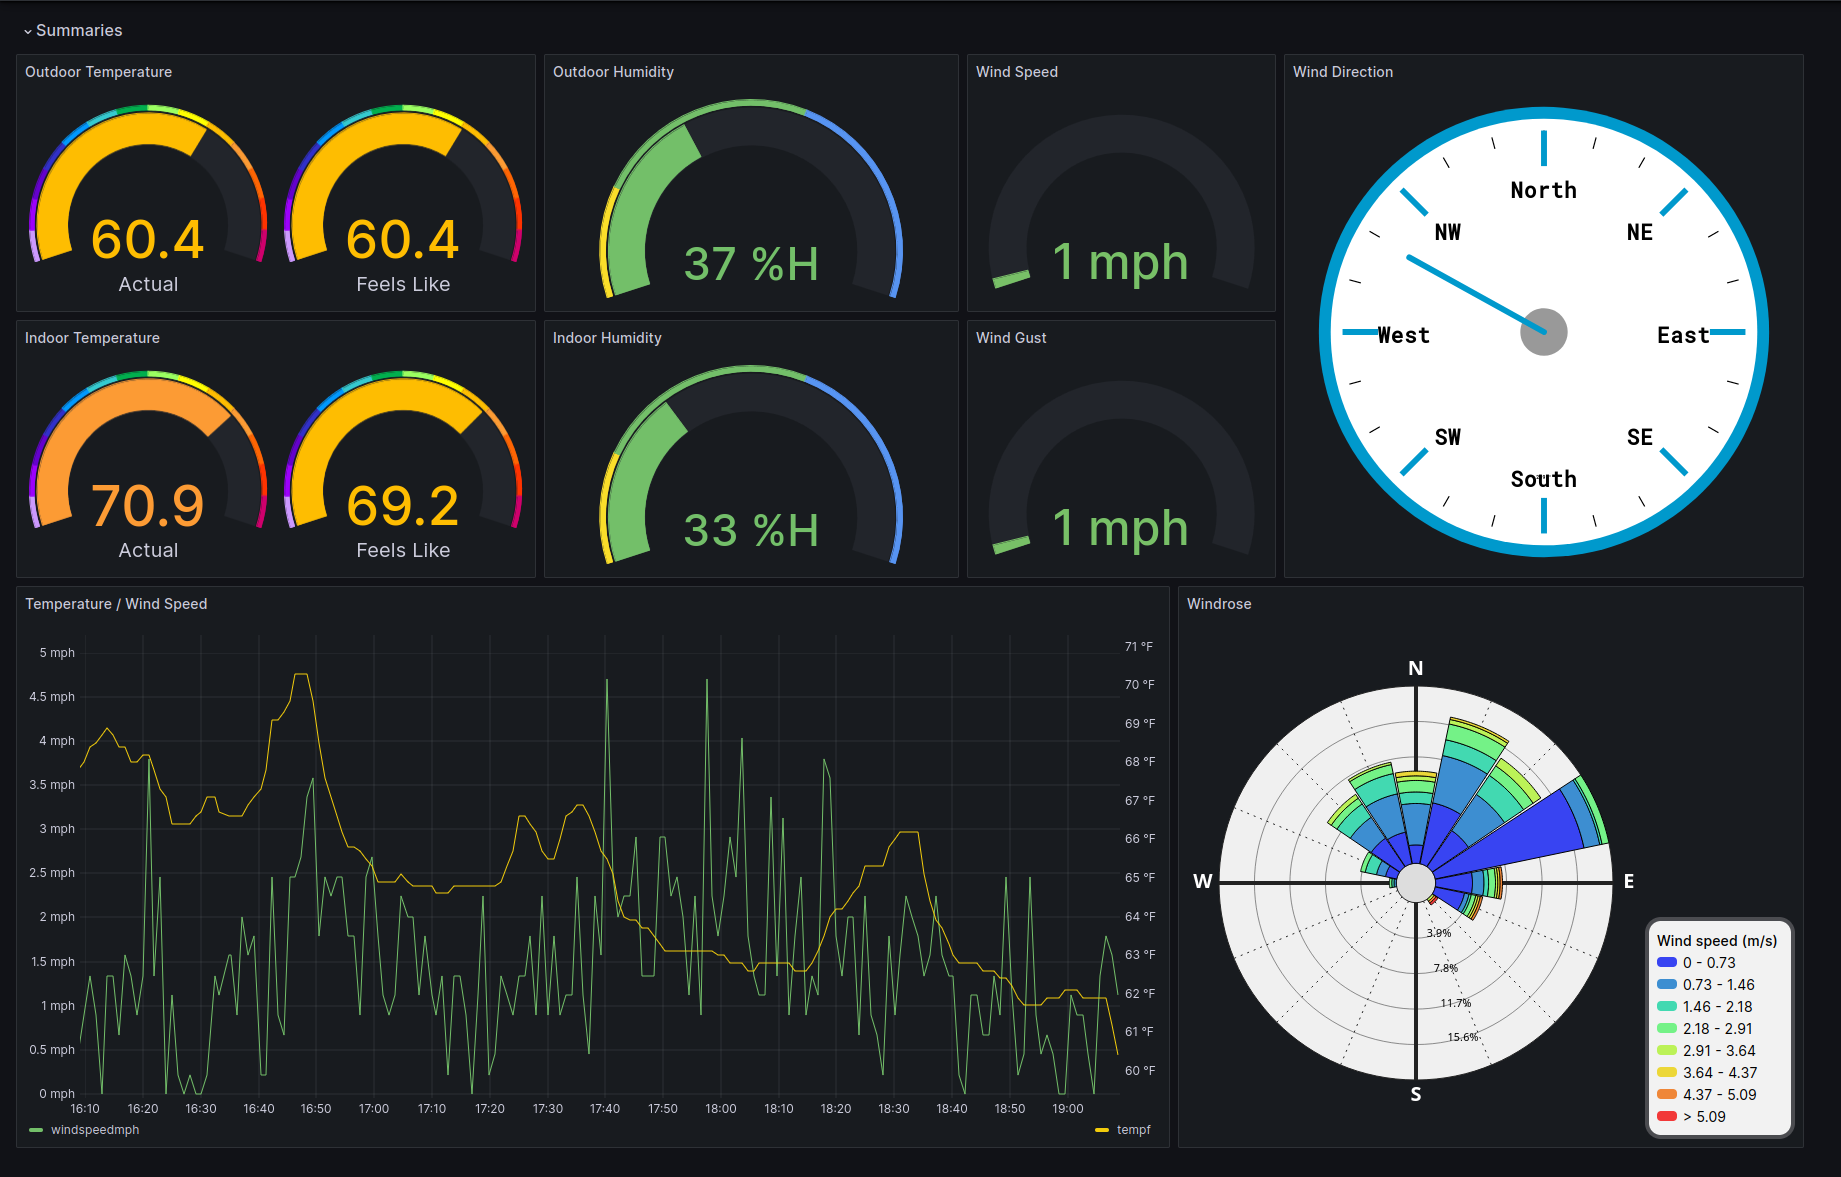 Summaries
Outdoor Temperature
60.4
Actual
60.4
Feels Like
Outdoor Humidity
37 %H
Wind Speed
1 mph
Wind Direction
North
NW
NE
West
East
SW
SE
South
Indoor Temperature
70.9
Actual
69.2
Feels Like
Indoor Humidity
33 %H
Wind Gust
1 mph
Temperature / Wind Speed
5 mph
4.5 mph
4 mph
3.5 mph
3 mph
2.5 mph
2 mph
1.5 mph
1 mph
0.5 mph
0 mph
71 °F
70 °F
69 °F
68 °F
67 °F
66 °F
65 °F
64 °F
63 °F
62 °F
61 °F
60 °F
16:10 16:20 16:30 16:40 16:50 17:00 17:10 17:20 17:30 17:40 17:50 18:00 18:10 18:20 18:30 18:40 18:50 19:00
windspeedmph
tempf
Windrose
N
W
E
S
3.9%
7.8%
11.7%
15.6%
Wind speed (m/s)
0 - 0.73
0.73 - 1.46
1.46 - 2.18
2.18 - 2.91
2.91 - 3.64
3.64 - 4.37
4.37 - 5.09
> 5.09